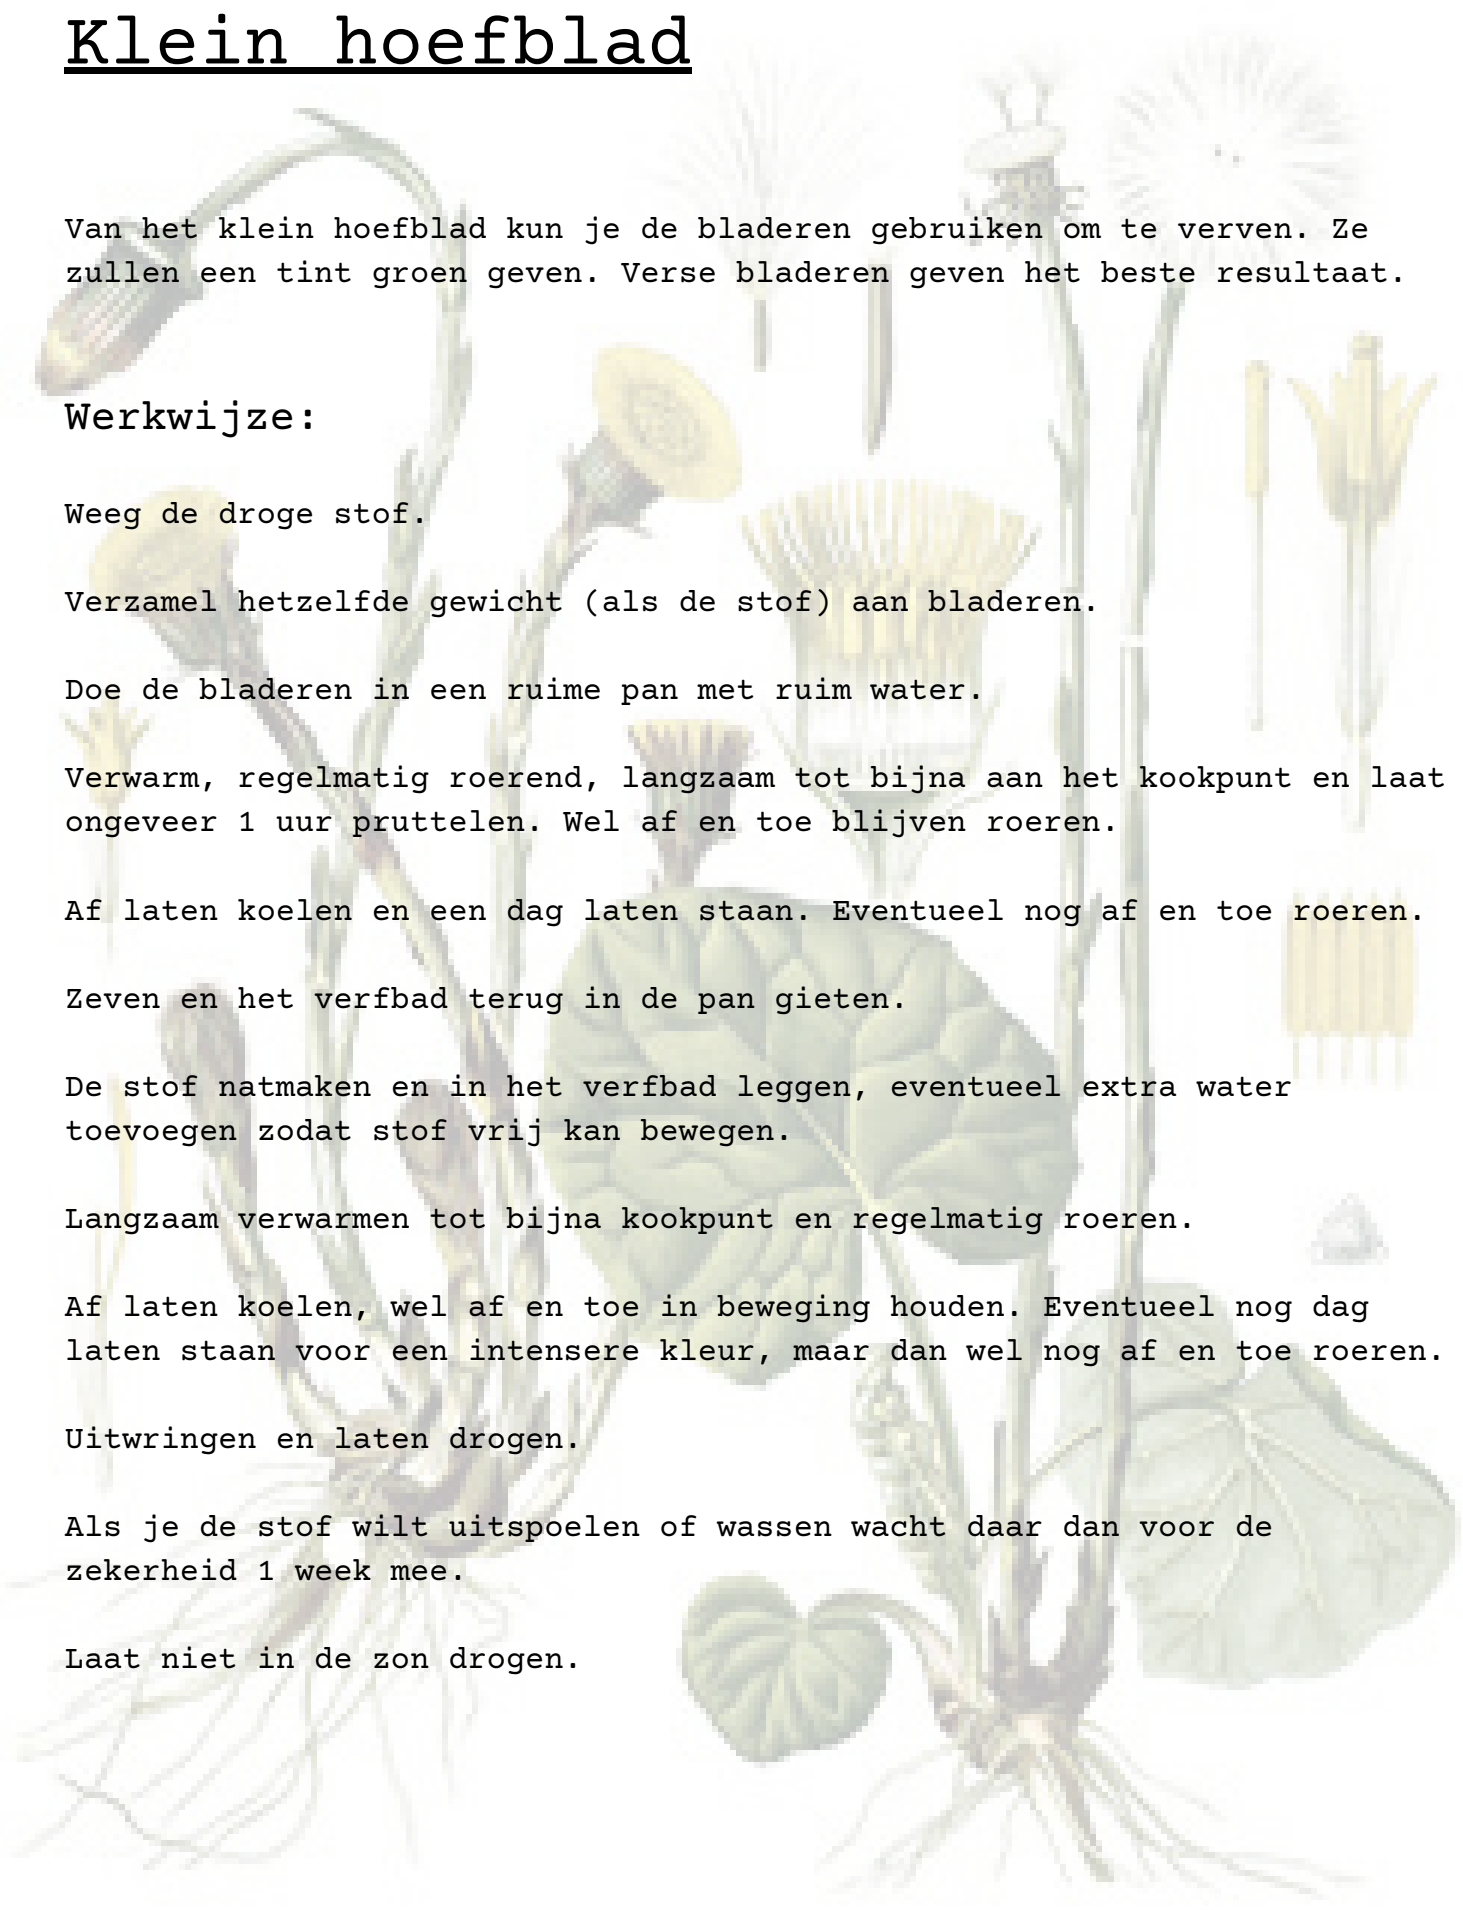 Klein hoefblad
Van het klein hoefblad kun je de bladeren gebruiken om te verven. Ze
zullen een tint groen geven. Verse bladeren geven het beste resultaat.
Werkwijze:
Weeg de droge stof.
Verzamel hetzelfde gewicht (als de stof) aan bladeren.
Doe de bladeren in een ruime pan met ruim water.
Verwarm, regelmatig roerend, langzaam tot bijna aan het kookpunt en laat
ongeveer 1 uur pruttelen. Wel af en toe blijven roeren.
Af laten koelen en een dag laten staan. Eventueel nog af en toe roeren.
Zeven en het verfbad terug in de pan gieten.
De stof natmaken en in het verfbad leggen, eventueel extra water
toevoegen zodat stof vrij kan bewegen.
Langzaam verwarmen tot bijna kookpunt en regelmatig roeren.
Af laten koelen, wel af en toe in beweging houden. Eventueel nog dag
laten staan voor een intensere kleur, maar dan wel nog af en toe roeren.
Uitwringen en laten drogen.
Als je de stof wilt uitspoelen of wassen wacht daar dan voor de
zekerheid 1 week mee.
Laat niet in de zon drogen.